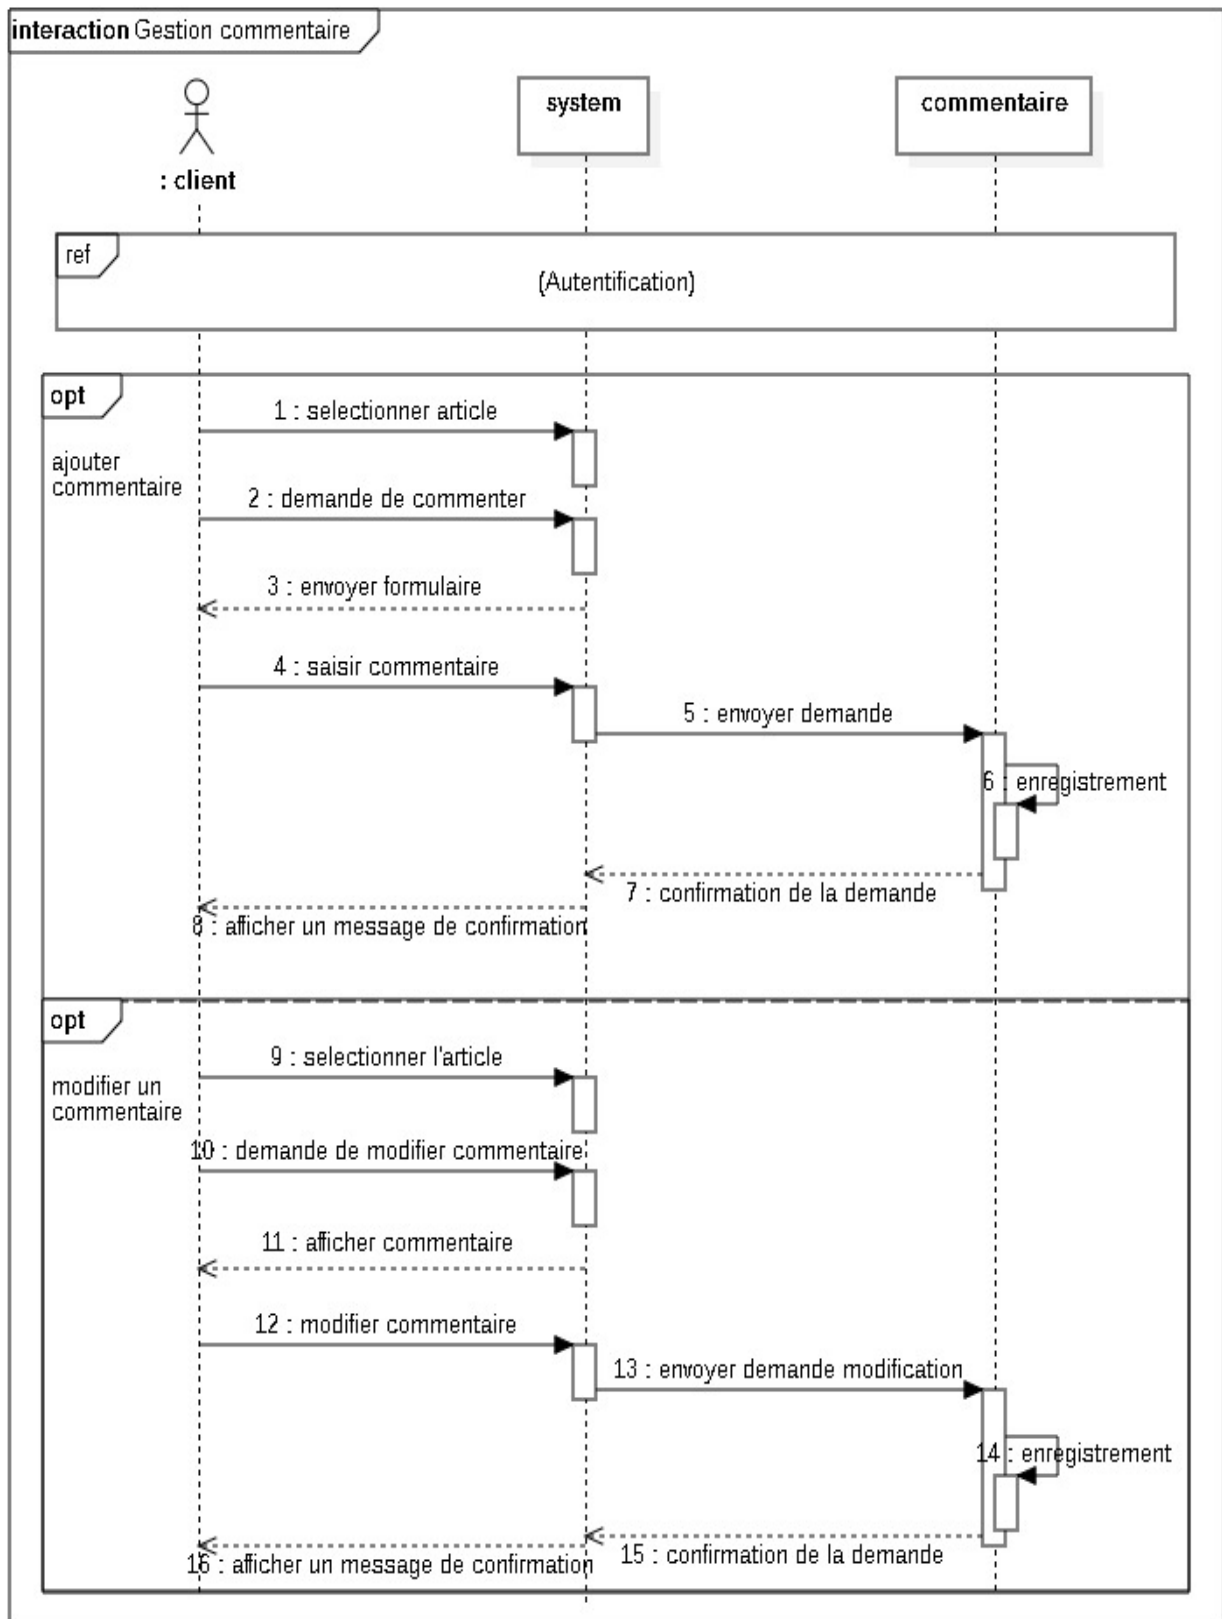 interaction Gestion commentaire
system
commentaire
: client
ref
(Autentification)
opt
1 : selectionner article
ajouter
commentaire
2 : demande de commenter
3 : envoyer formulaire
4 : saisir commentaire
5 : envoyer demande
6 : enregistrement
7 : confirmation de la demande
8 : afficher un message de confirmation
opt
9 : selectionner l'article
modifier un
commentaire
10 : demande de modifier commentaire
11 : afficher commentaire
12 : modifier commentaire
13 : envoyer demande modification
14 : enregistrement
15 : confirmation de la demande
16 : afficher un message de confirmation